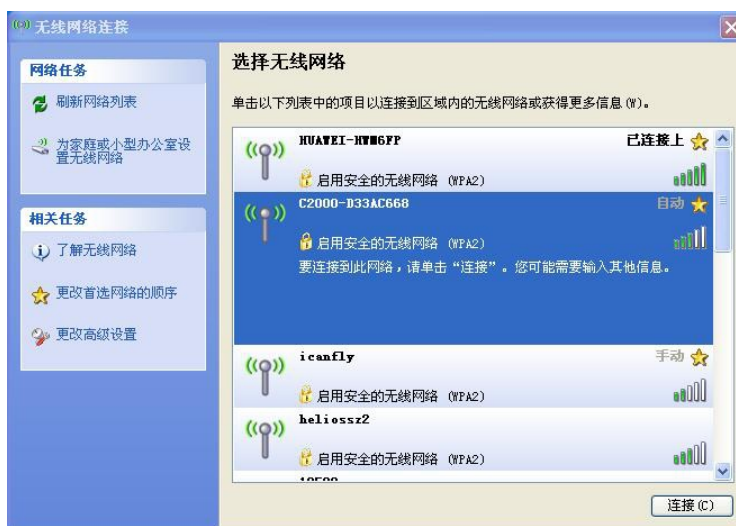 无线网络连接
网络任务
刷新网络列表
为家庭或小型办公室设
置无线网络
相关任务
了解无线网络
更改首选网络的顺序
更改高级设置
选择无线网络
单击以下列表中的项目以连接到区域内的无线网络或获得更多信息(W)。
HUAWEI-HTM6FP 已连接上
启用安全的无线网络 (WPA2)
C2000-D33AC668 自动
启用安全的无线网络 (WPA2)
要连接到此网络，请单击“连接”。您可能需要输入其他信息。
icanfly 手动
启用安全的无线网络 (WPA2)
heliossz2
启用安全的无线网络 (WPA2)
连接(C)